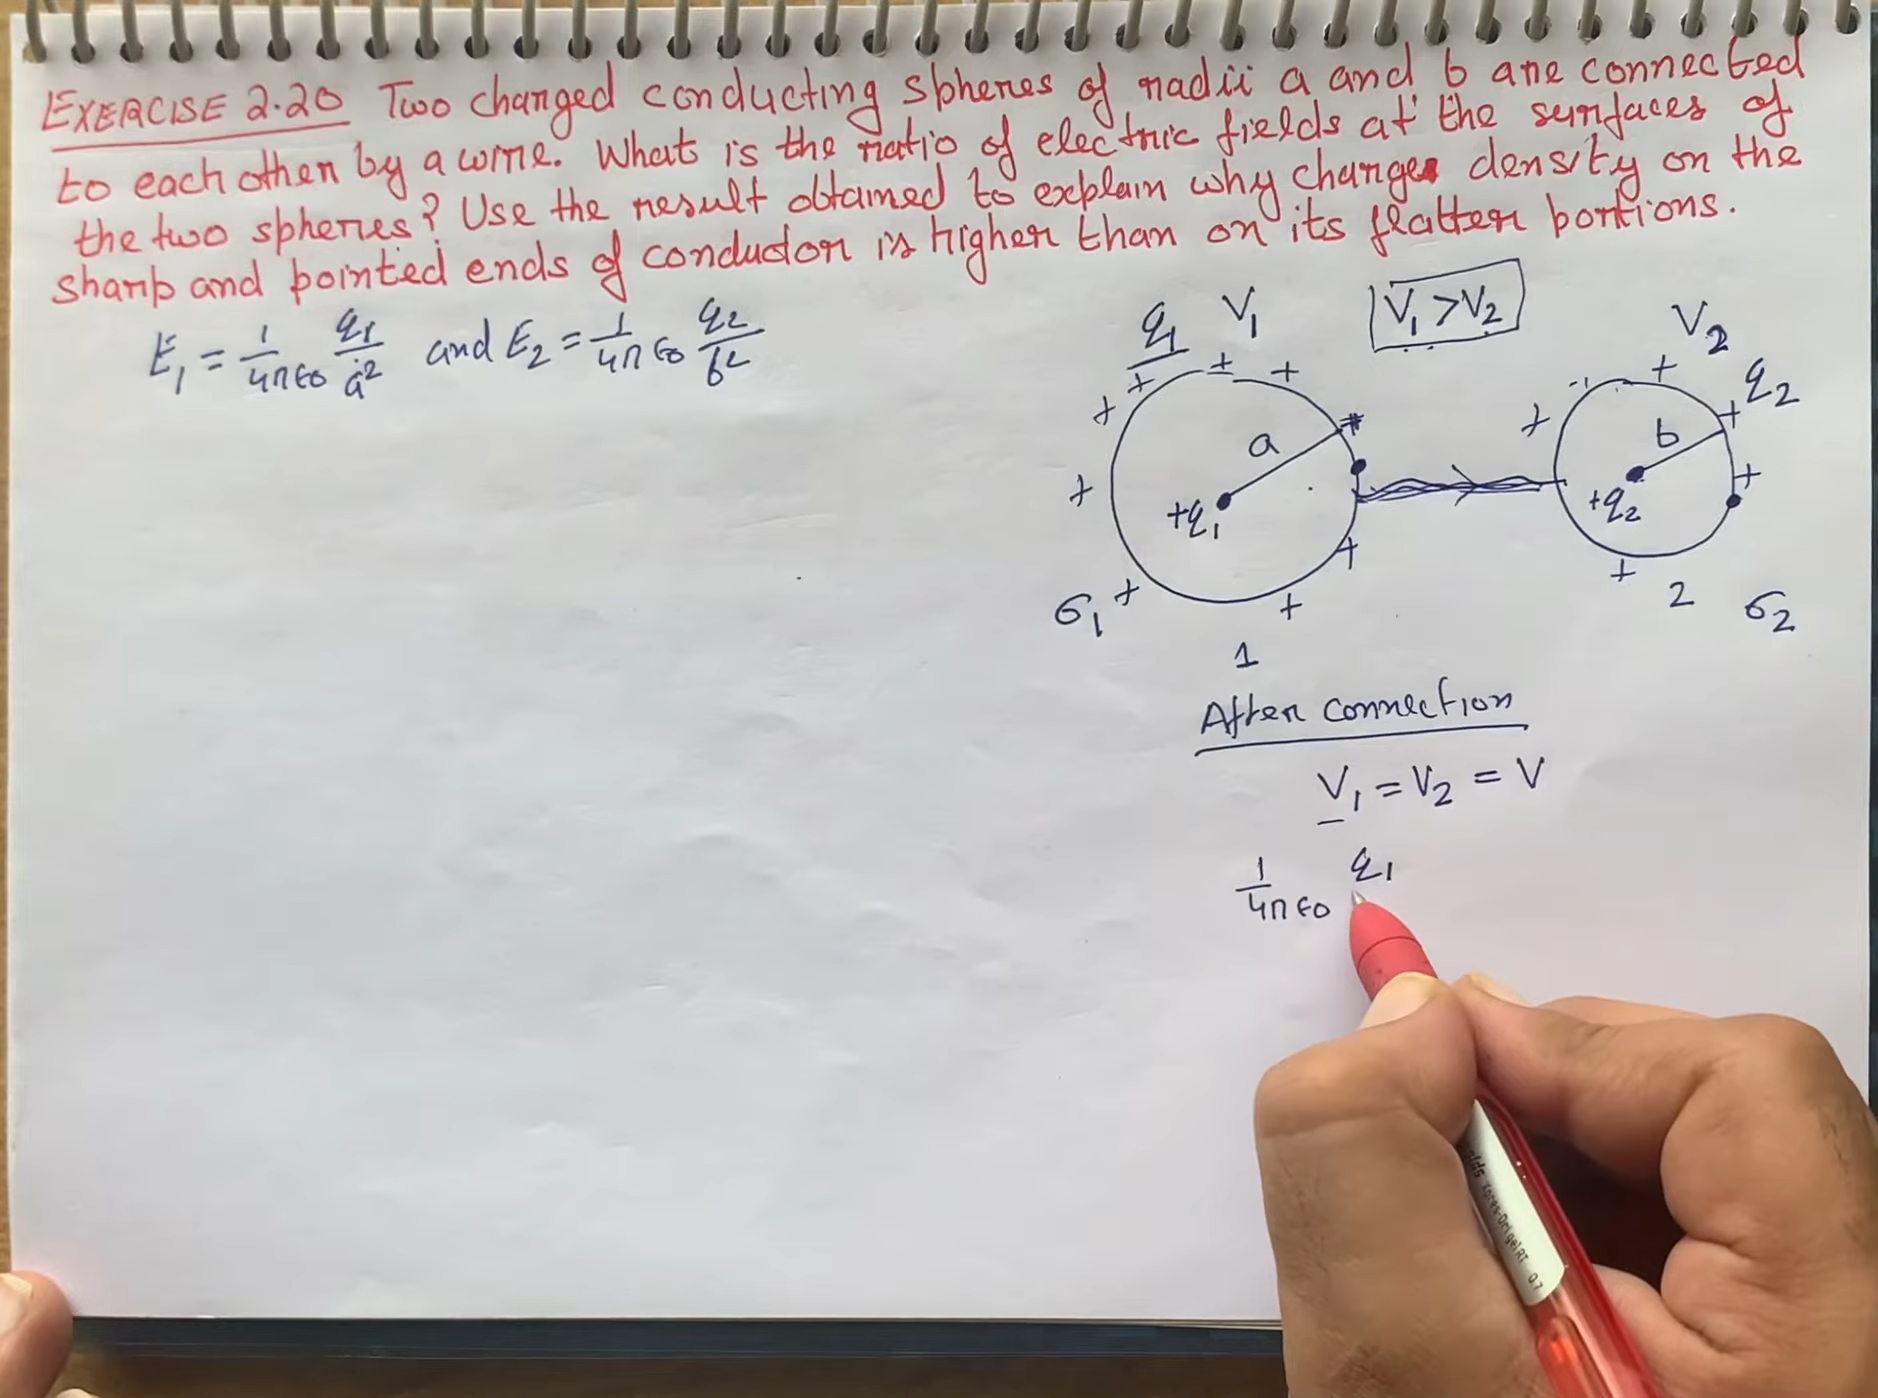 EXERCISE 2.20 Two charged conducting spheres of radii a and b are connected
to each other by a wire. What is the ratio of electric fields at the surfaces of
the two spheres? Use the result obtained to explain why charge density on the
sharp and pointed ends of conductor is higher than on its flatter portions.
E₁ = 1/4πϵ₀ q₁/a² and E₂ = 1/4πϵ₀ q₂/b²
q₁ V₁ V₁ > V₂ V₂
q₂
a b
+q₁ +q₂
σ₁ 2 σ₂
1
After connection
V₁ = V₂ = V
1/4πϵ₀ q₁